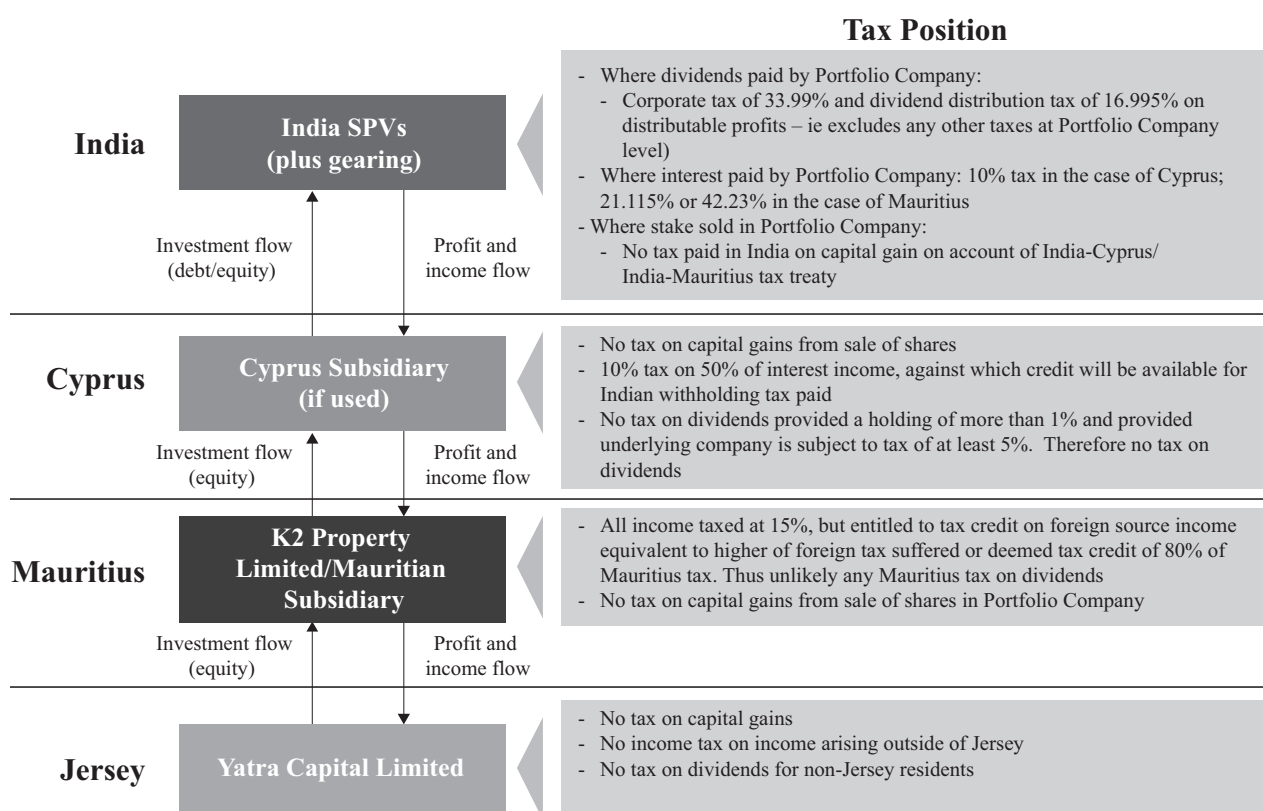 Tax Position
India
India SPVs
(plus gearing)
- Where dividends paid by Portfolio Company:
- Corporate tax of 33.99% and dividend distribution tax of 16.995% on
distributable profits – ie excludes any other taxes at Portfolio Company
level)
- Where interest paid by Portfolio Company: 10% tax in the case of Cyprus;
21.115% or 42.23% in the case of Mauritius
- Where stake sold in Portfolio Company:
- No tax paid in India on capital gain on account of India-Cyprus/
India-Mauritius tax treaty
Investment flow
(debt/equity)
Profit and
income flow
Cyprus
Cyprus Subsidiary
(if used)
- No tax on capital gains from sale of shares
- 10% tax on 50% of interest income, against which credit will be available for
Indian withholding tax paid
- No tax on dividends provided a holding of more than 1% and provided
underlying company is subject to tax of at least 5%. Therefore no tax on
dividends
Investment flow
(equity)
Profit and
income flow
Mauritius
K2 Property
Limited/Mauritian
Subsidiary
- All income taxed at 15%, but entitled to tax credit on foreign source income
equivalent to higher of foreign tax suffered or deemed tax credit of 80% of
Mauritius tax. Thus unlikely any Mauritius tax on dividends
- No tax on capital gains from sale of shares in Portfolio Company
Investment flow
(equity)
Profit and
income flow
Jersey
Yatra Capital Limited
- No tax on capital gains
- No income tax on income arising outside of Jersey
- No tax on dividends for non-Jersey residents